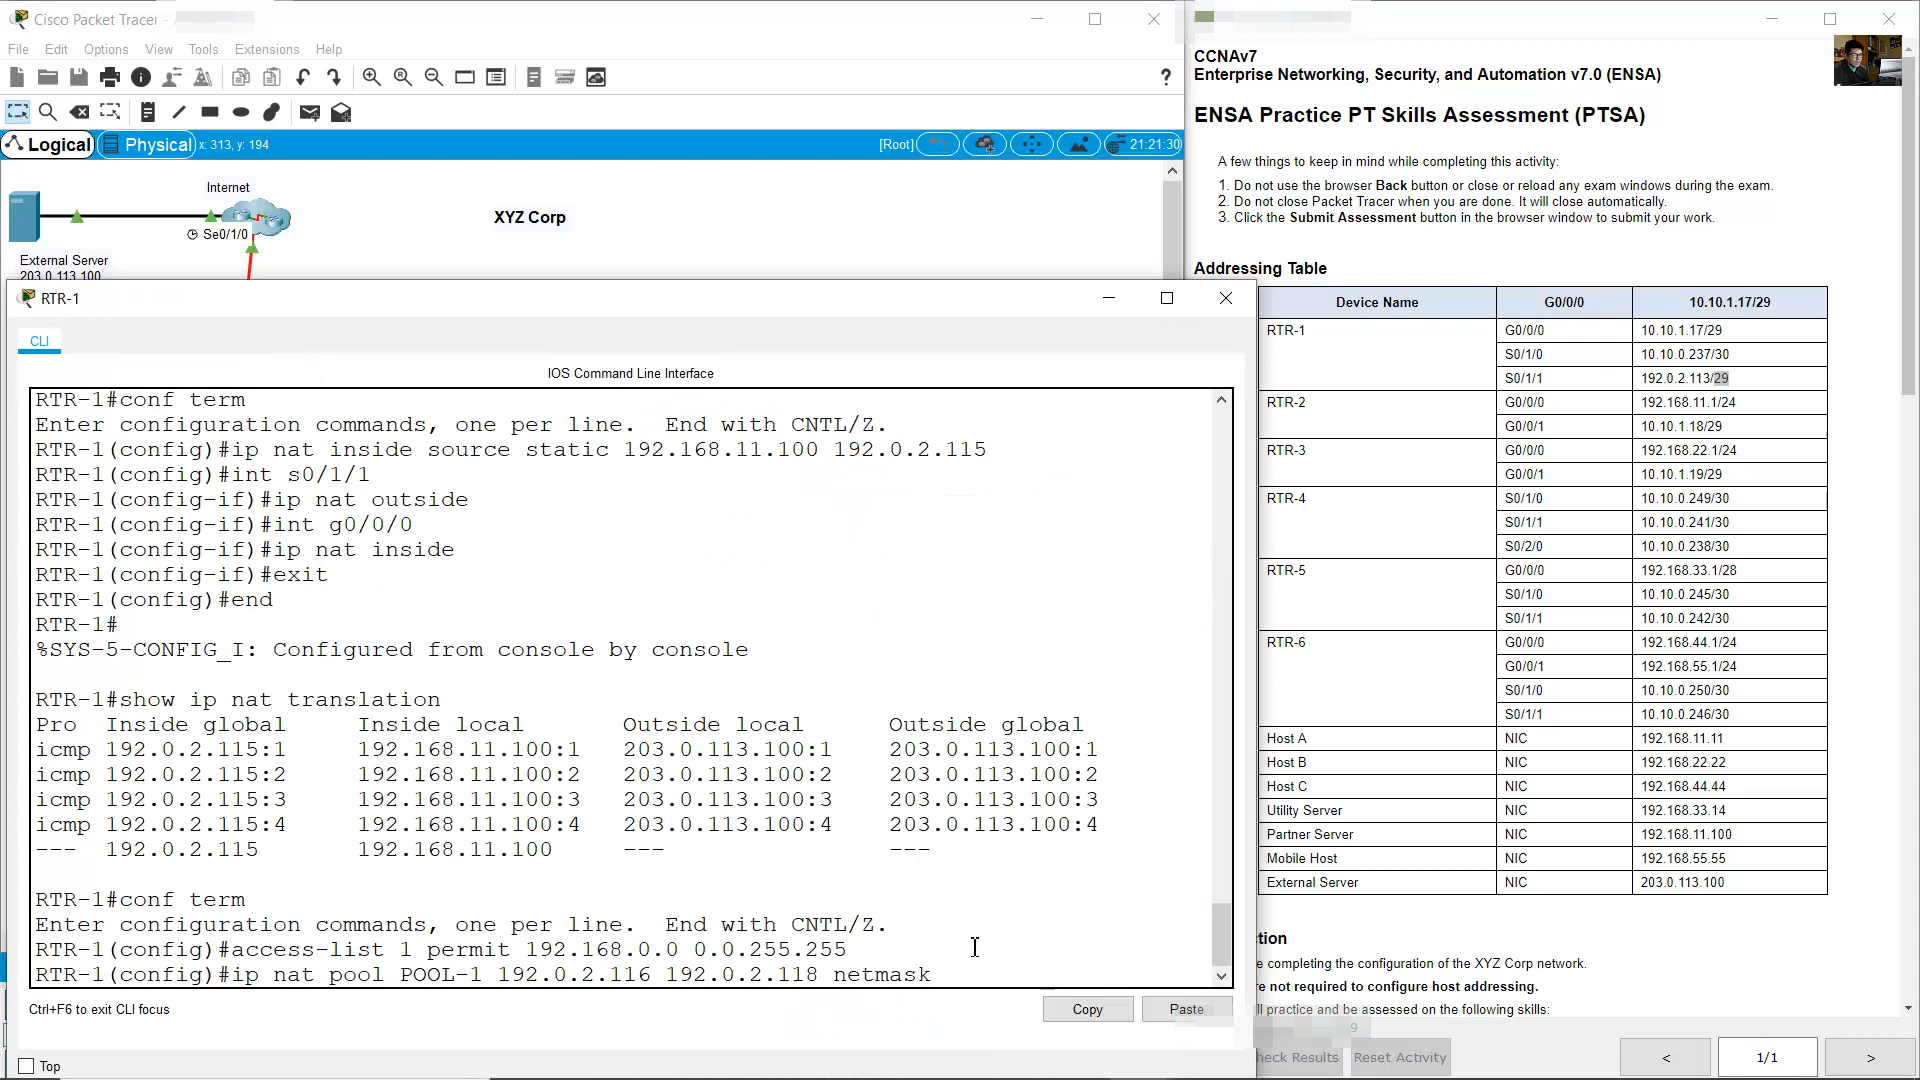 Cisco Packet Tracer -
File Edit Options View Tools Extensions Help
?
Logical Physical x: 313, y: 194 [Root] 21:21:30
Internet
XYZ Corp
Se0/1/0
External Server
203.0.113.100
RTR-1
CLI
IOS Command Line Interface
RTR-1#conf term
Enter configuration commands, one per line. End with CNTL/Z.
RTR-1(config)#ip nat inside source static 192.168.11.100 192.0.2.115
RTR-1(config)#int s0/1/1
RTR-1(config-if)#ip nat outside
RTR-1(config-if)#int g0/0/0
RTR-1(config-if)#ip nat inside
RTR-1(config-if)#exit
RTR-1(config)#end
RTR-1#
%SYS-5-CONFIG_I: Configured from console by console
RTR-1#show ip nat translation
Pro Inside global Inside local Outside local Outside global
icmp 192.0.2.115:1 192.168.11.100:1 203.0.113.100:1 203.0.113.100:1
icmp 192.0.2.115:2 192.168.11.100:2 203.0.113.100:2 203.0.113.100:2
icmp 192.0.2.115:3 192.168.11.100:3 203.0.113.100:3 203.0.113.100:3
icmp 192.0.2.115:4 192.168.11.100:4 203.0.113.100:4 203.0.113.100:4
--- 192.0.2.115 192.168.11.100 --- ---
RTR-1#conf term
Enter configuration commands, one per line. End with CNTL/Z.
RTR-1(config)#access-list 1 permit 192.168.0.0 0.0.255.255
RTR-1(config)#ip nat pool POOL-1 192.0.2.116 192.0.2.118 netmask
Ctrl+F6 to exit CLI focus
Copy Paste
Top
CCNAv7
Enterprise Networking, Security, and Automation v7.0 (ENSA)
ENSA Practice PT Skills Assessment (PTSA)
A few things to keep in mind while completing this activity:
1. Do not use the browser Back button or close or reload any exam windows during the exam.
2. Do not close Packet Tracer when you are done. It will close automatically.
3. Click the Submit Assessment button in the browser window to submit your work.
Addressing Table
Device Name G0/0/0 10.10.1.17/29
RTR-1 G0/0/0 10.10.1.17/29
S0/1/0 10.10.0.237/30
S0/1/1 192.0.2.113/29
RTR-2 G0/0/0 192.168.11.1/24
G0/0/1 10.10.1.18/29
RTR-3 G0/0/0 192.168.22.1/24
G0/0/1 10.10.1.19/29
RTR-4 S0/1/0 10.10.0.249/30
S0/1/1 10.10.0.241/30
S0/2/0 10.10.0.238/30
RTR-5 G0/0/0 192.168.33.1/28
S0/1/0 10.10.0.245/30
S0/1/1 10.10.0.242/30
RTR-6 G0/0/0 192.168.44.1/24
G0/0/1 192.168.55.1/24
S0/1/0 10.10.0.250/30
S0/1/1 10.10.0.246/30
Host A NIC 192.168.11.11
Host B NIC 192.168.22.22
Host C NIC 192.168.44.44
Utility Server NIC 192.168.33.14
Partner Server NIC 192.168.11.100
Mobile Host NIC 192.168.55.55
External Server NIC 203.0.113.100
tion
e completing the configuration of the XYZ Corp network.
re not required to configure host addressing.
ll practice and be assessed on the following skills:
9
heck Results Reset Activity < 1/1 >